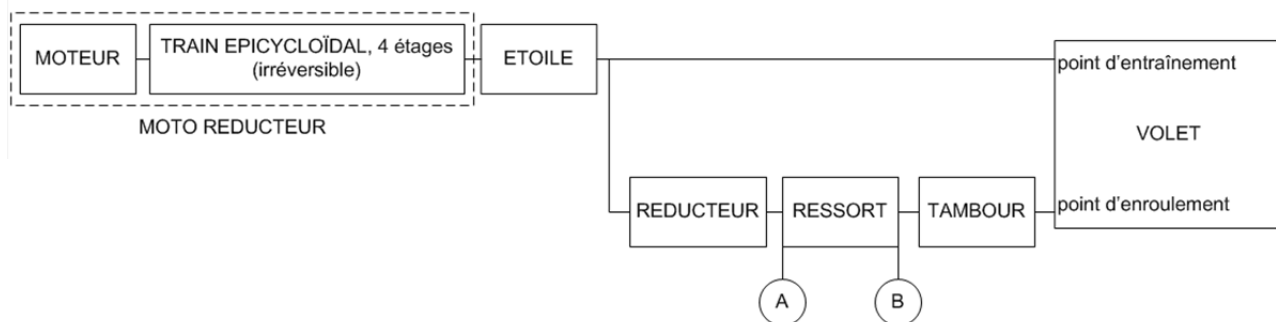 MOTEUR
TRAIN EPICYCLOÏDAL, 4 étages
(irréversible)
ETOILE
point d'entraînement
MOTO REDUCTEUR
VOLET
REDUCTEUR
RESSORT
TAMBOUR
point d'enroulement
A
B